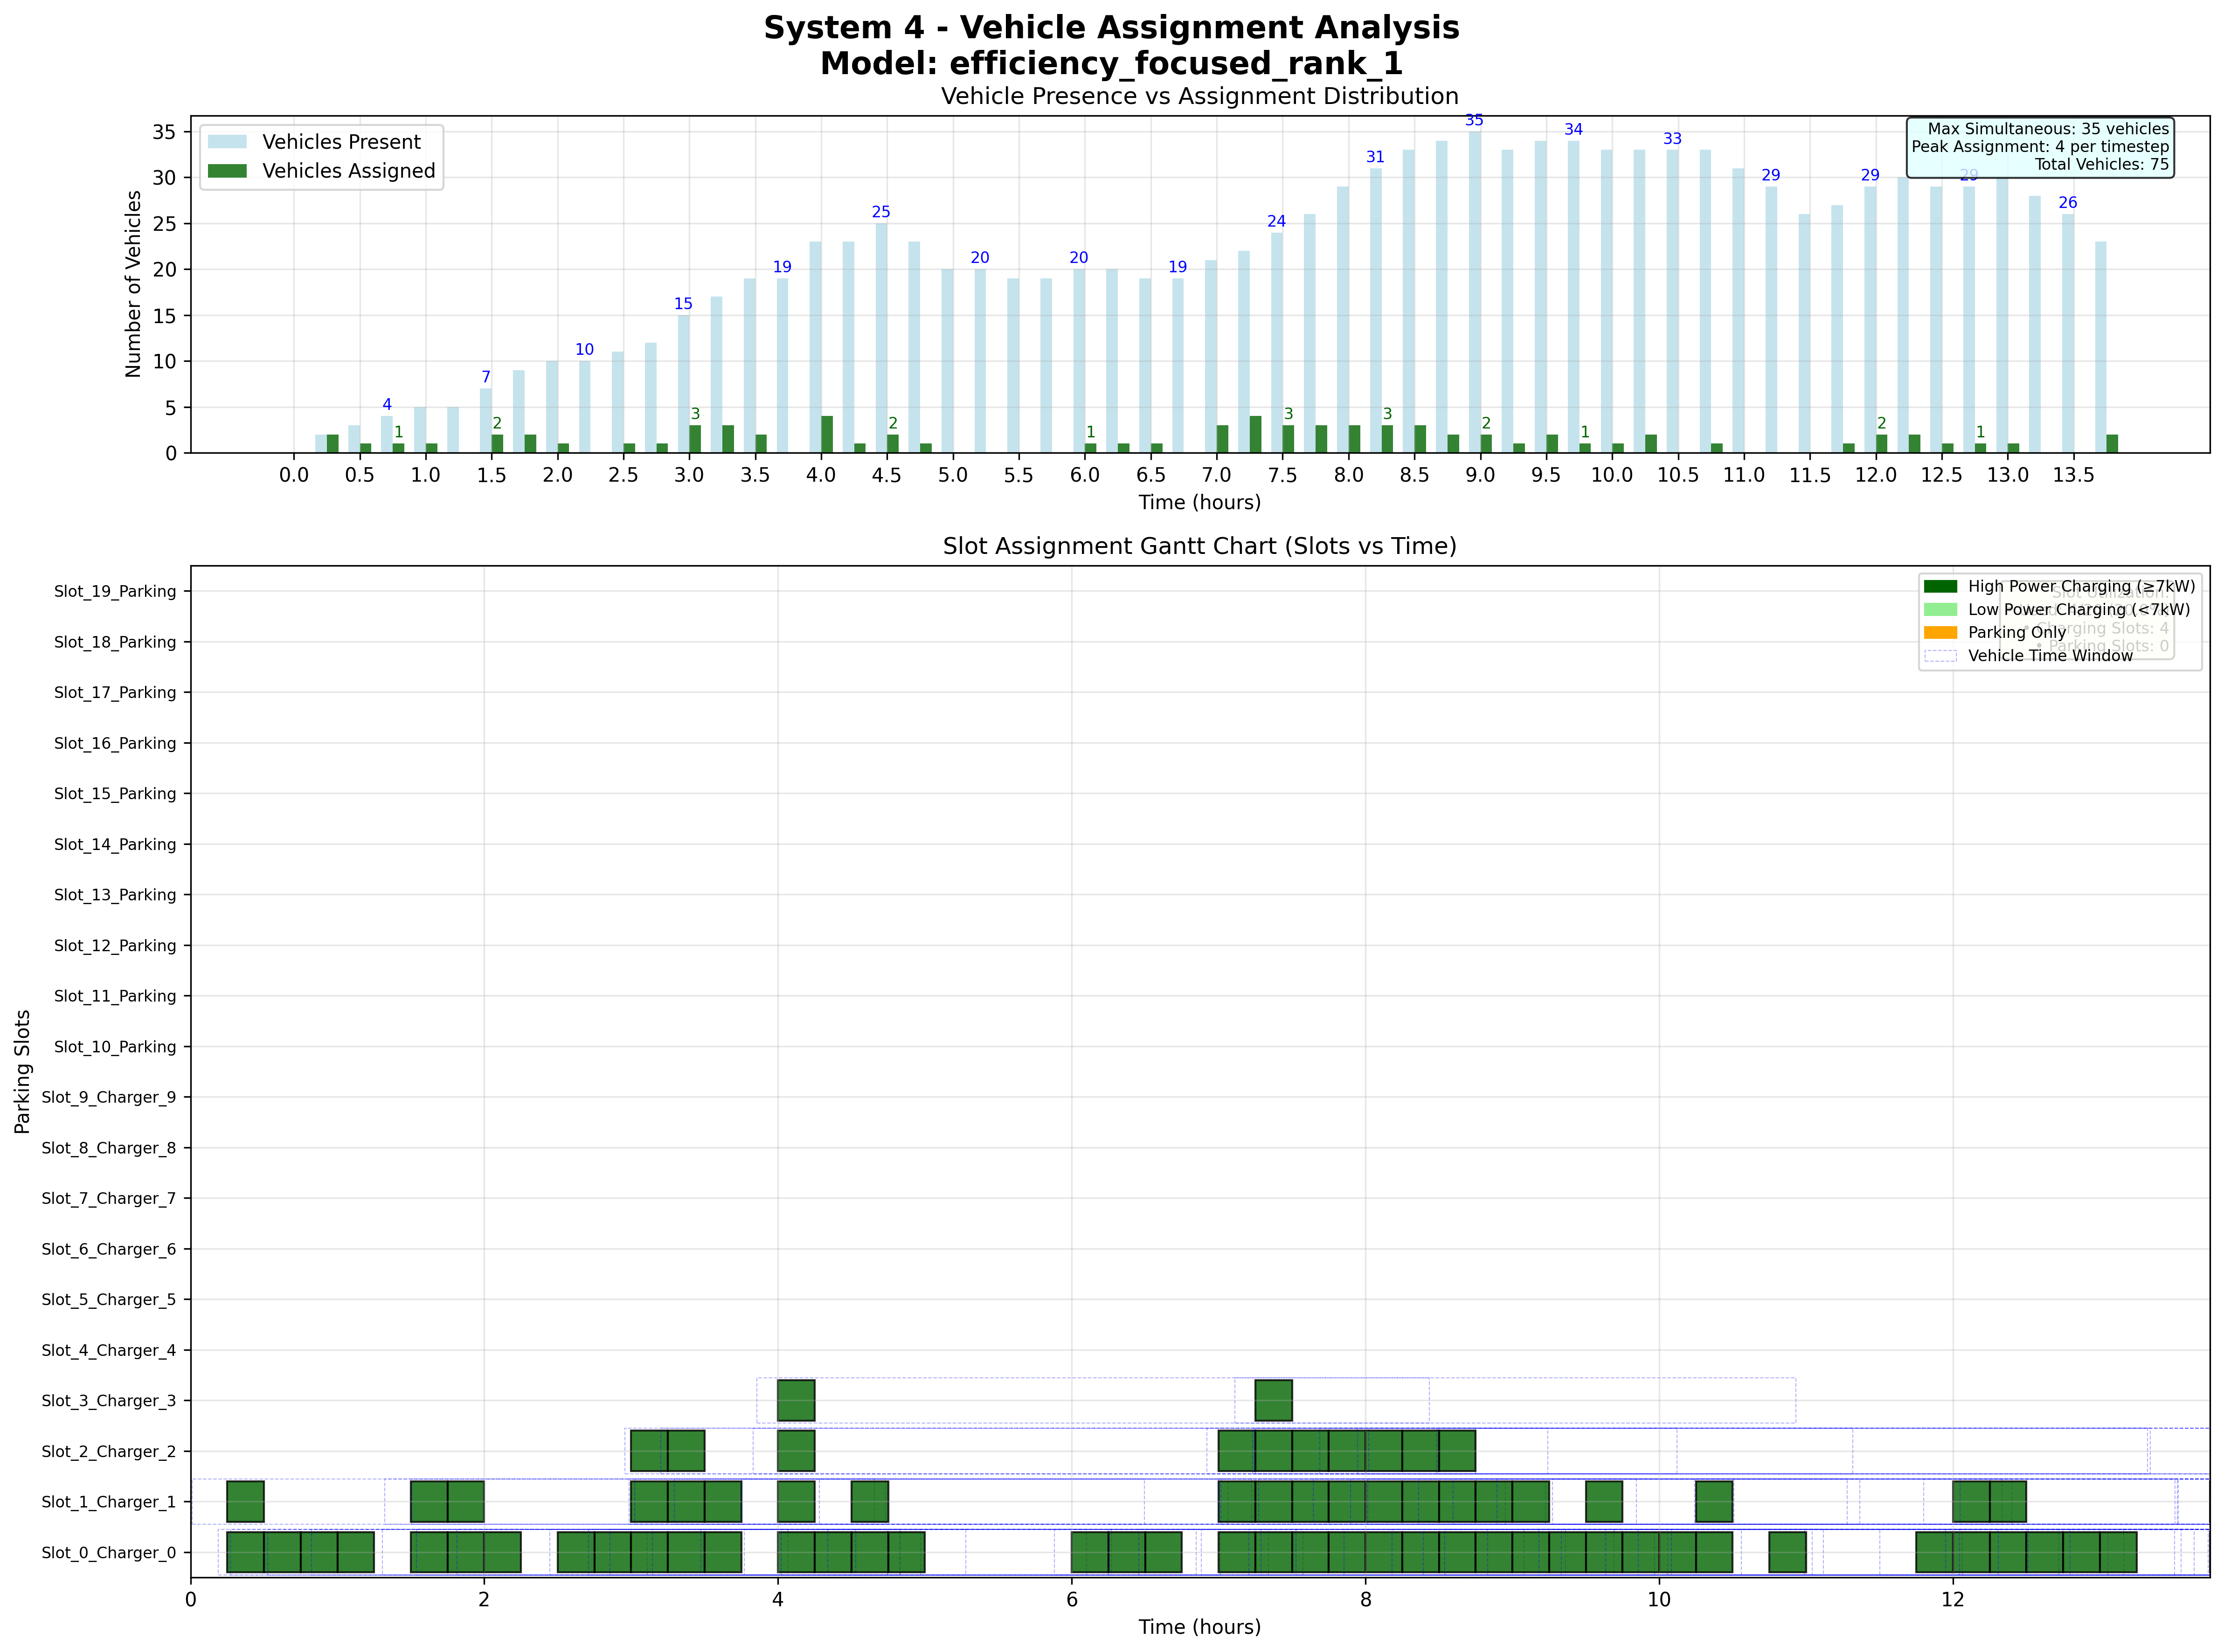 System 4 - Vehicle Assignment Analysis
Model: efficiency_focused_rank_1
Vehicle Presence vs Assignment Distribution
Vehicles Present
Vehicles Assigned
Max Simultaneous: 35 vehicles
Peak Assignment: 4 per timestep
Total Vehicles: 75
Number of Vehicles
35
30
25
20
15
10
5
0
4 7 10 15 19 25 20 20 19 24 31 35 34 33 29 29 29 26
1 2 3 2 1 3 3 2 1 2 1
0.0 0.5 1.0 1.5 2.0 2.5 3.0 3.5 4.0 4.5 5.0 5.5 6.0 6.5 7.0 7.5 8.0 8.5 9.0 9.5 10.0 10.5 11.0 11.5 12.0 12.5 13.0 13.5
Time (hours)
Slot Assignment Gantt Chart (Slots vs Time)
High Power Charging (≥7kW)
Low Power Charging (<7kW)
Parking Only
Vehicle Time Window
Slot Utilization:
• Charging Slots: 4
• Parking Slots: 0
Parking Slots
Slot_19_Parking
Slot_18_Parking
Slot_17_Parking
Slot_16_Parking
Slot_15_Parking
Slot_14_Parking
Slot_13_Parking
Slot_12_Parking
Slot_11_Parking
Slot_10_Parking
Slot_9_Charger_9
Slot_8_Charger_8
Slot_7_Charger_7
Slot_6_Charger_6
Slot_5_Charger_5
Slot_4_Charger_4
Slot_3_Charger_3
Slot_2_Charger_2
Slot_1_Charger_1
Slot_0_Charger_0
0 2 4 6 8 10 12
Time (hours)